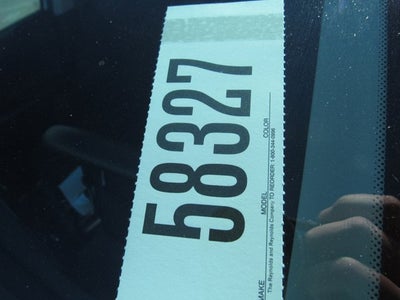 58327
MAKE MODEL COLOR
The Reynolds and Reynolds Company TO REORDER: 1-800-344-0996